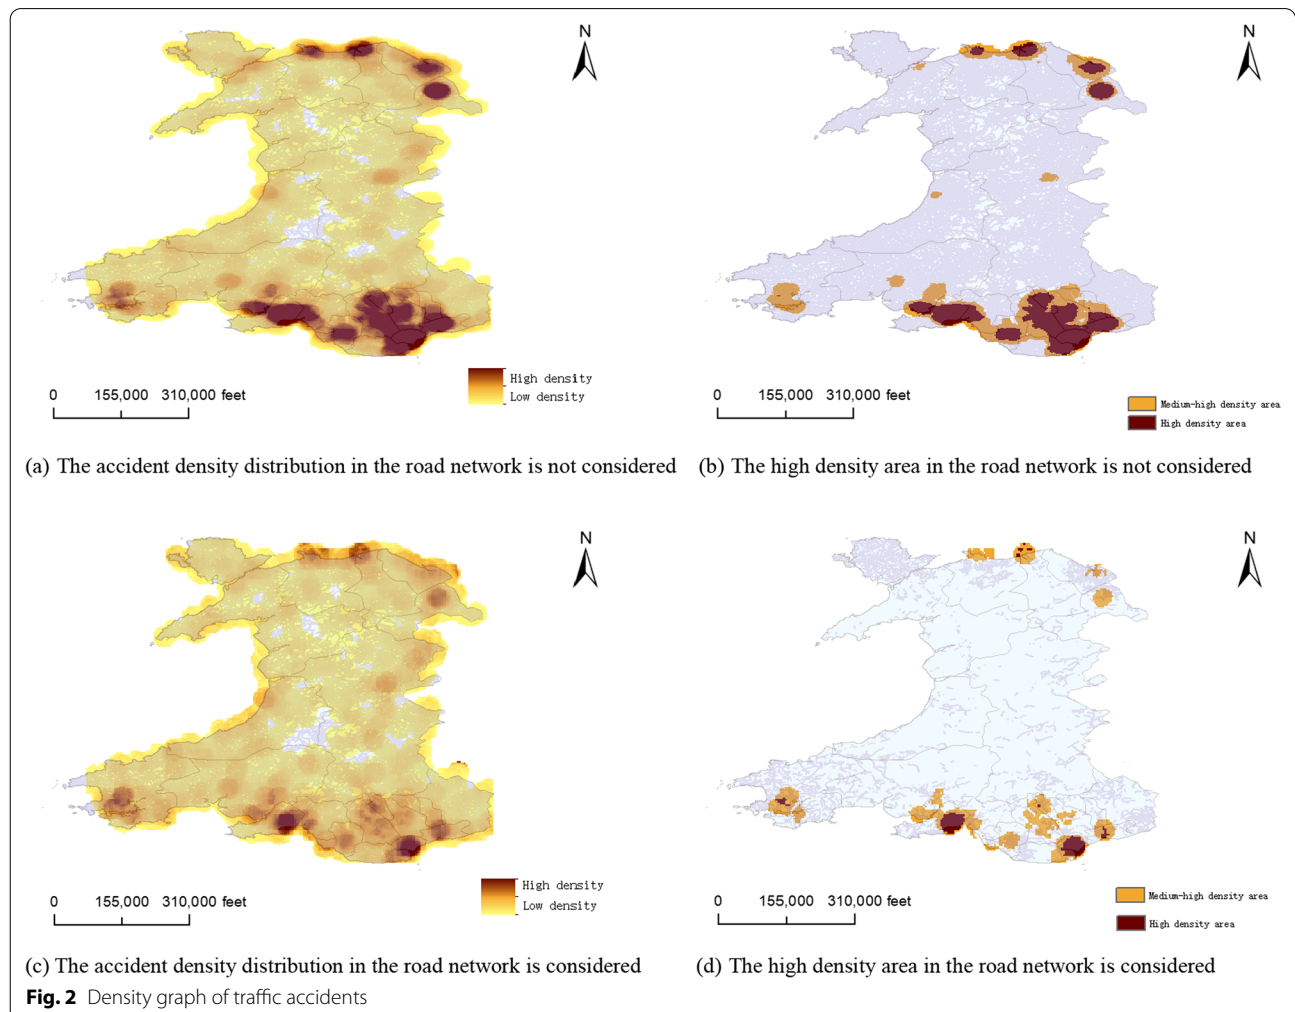 N
High density
Low density
0 155,000 310,000 feet
(a) The accident density distribution in the road network is not considered
N
0 155,000 310,000 feet
Medium-high density area
High density area
(b) The high density area in the road network is not considered
N
High density
Low density
0 155,000 310,000 feet
(c) The accident density distribution in the road network is considered
N
0 155,000 310,000 feet
Medium-high density area
High density area
(d) The high density area in the road network is considered
Fig. 2 Density graph of traffic accidents